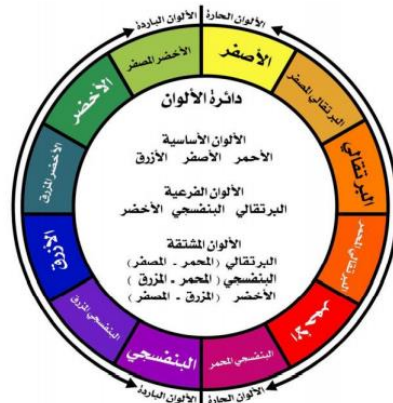 الألوان الحارة
الألوان الباردة
الأصفر
البرتقالي المصفر
البرتقالي
البرتقالي المحمر
الأحمر
البنفسجي المحمر
البنفسجي
البنفسجي المزرق
الأزرق
الأخضر المزرق
الأخضر
الأخضر المصفر
دائرة الألوان
الألوان الأساسية
الأحمر الأصفر الأزرق
الألوان الفرعية
البرتقالي البنفسجي الأخضر
الألوان المشتقة
البرتقالي (المحمر - المصفر)
البنفسجي (المحمر - المزرق)
الأخضر (المزرق - المصفر)
الألوان الحارة
الألوان الباردة